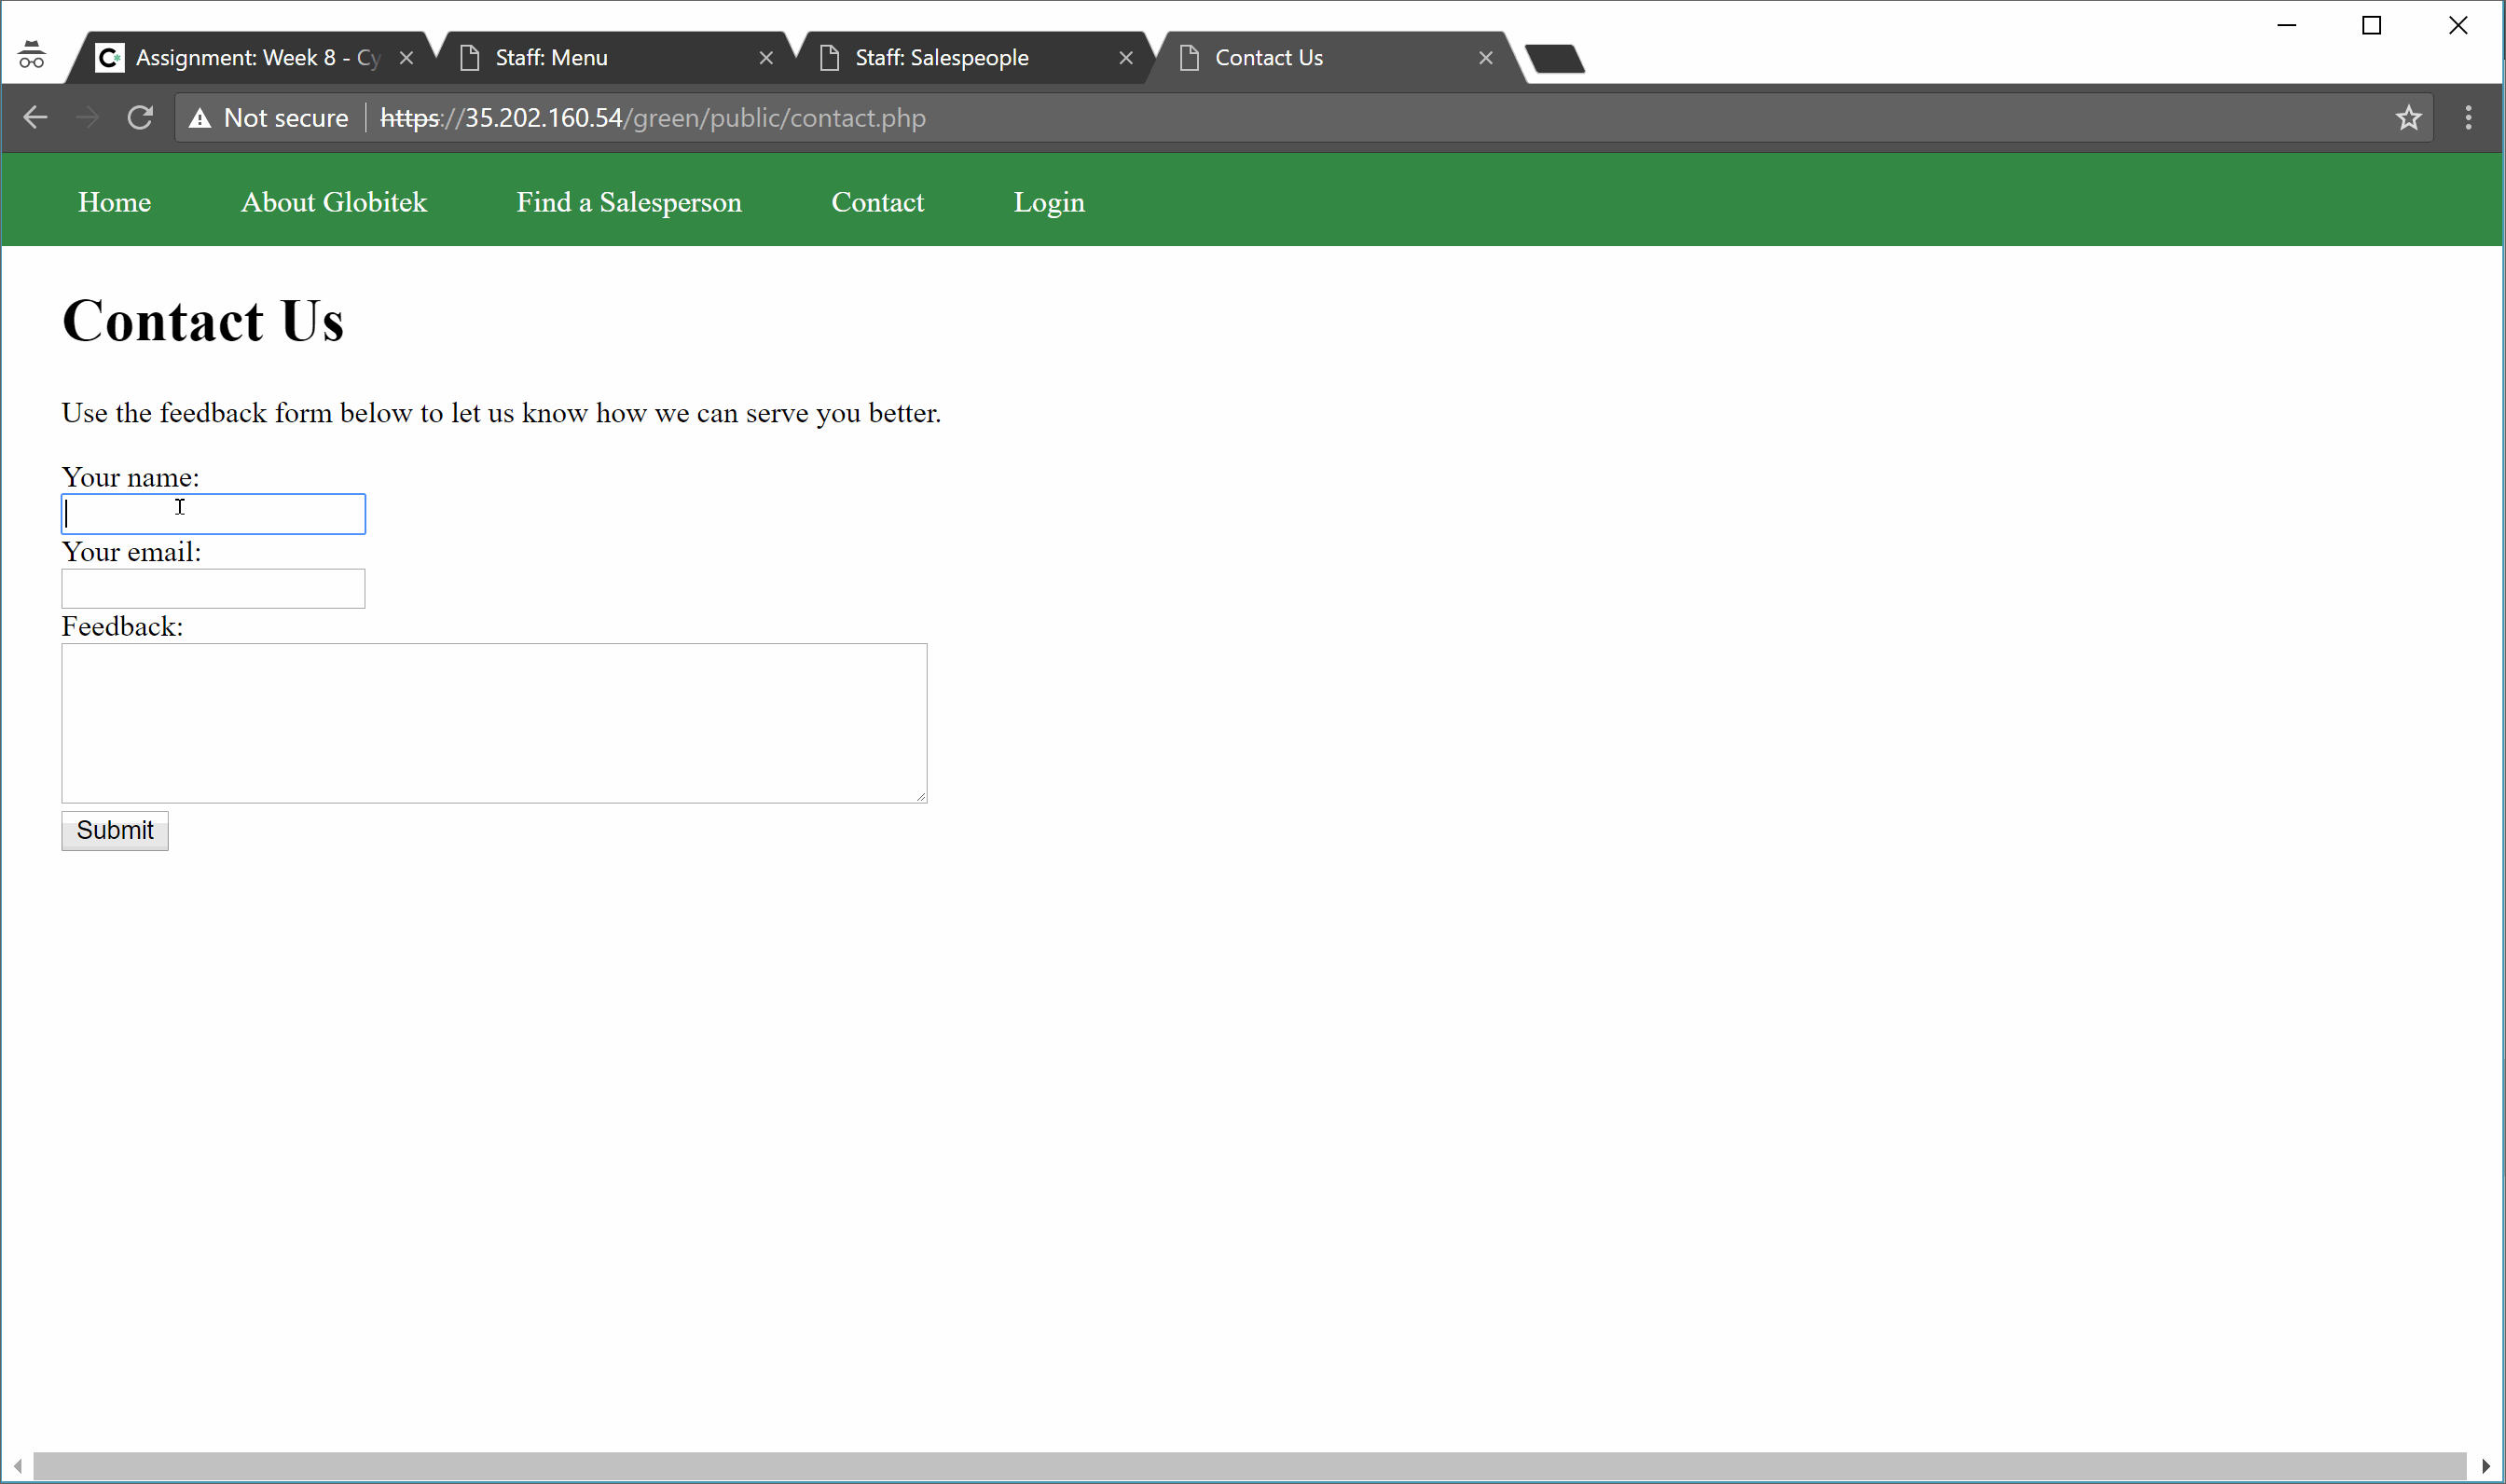 Assignment: Week 8 - Cy
Staff: Menu
Staff: Salespeople
Contact Us
Not secure https://35.202.160.54/green/public/contact.php
Home About Globitek Find a Salesperson Contact Login
Contact Us
Use the feedback form below to let us know how we can serve you better.
Your name:
Your email:
Feedback:
Submit